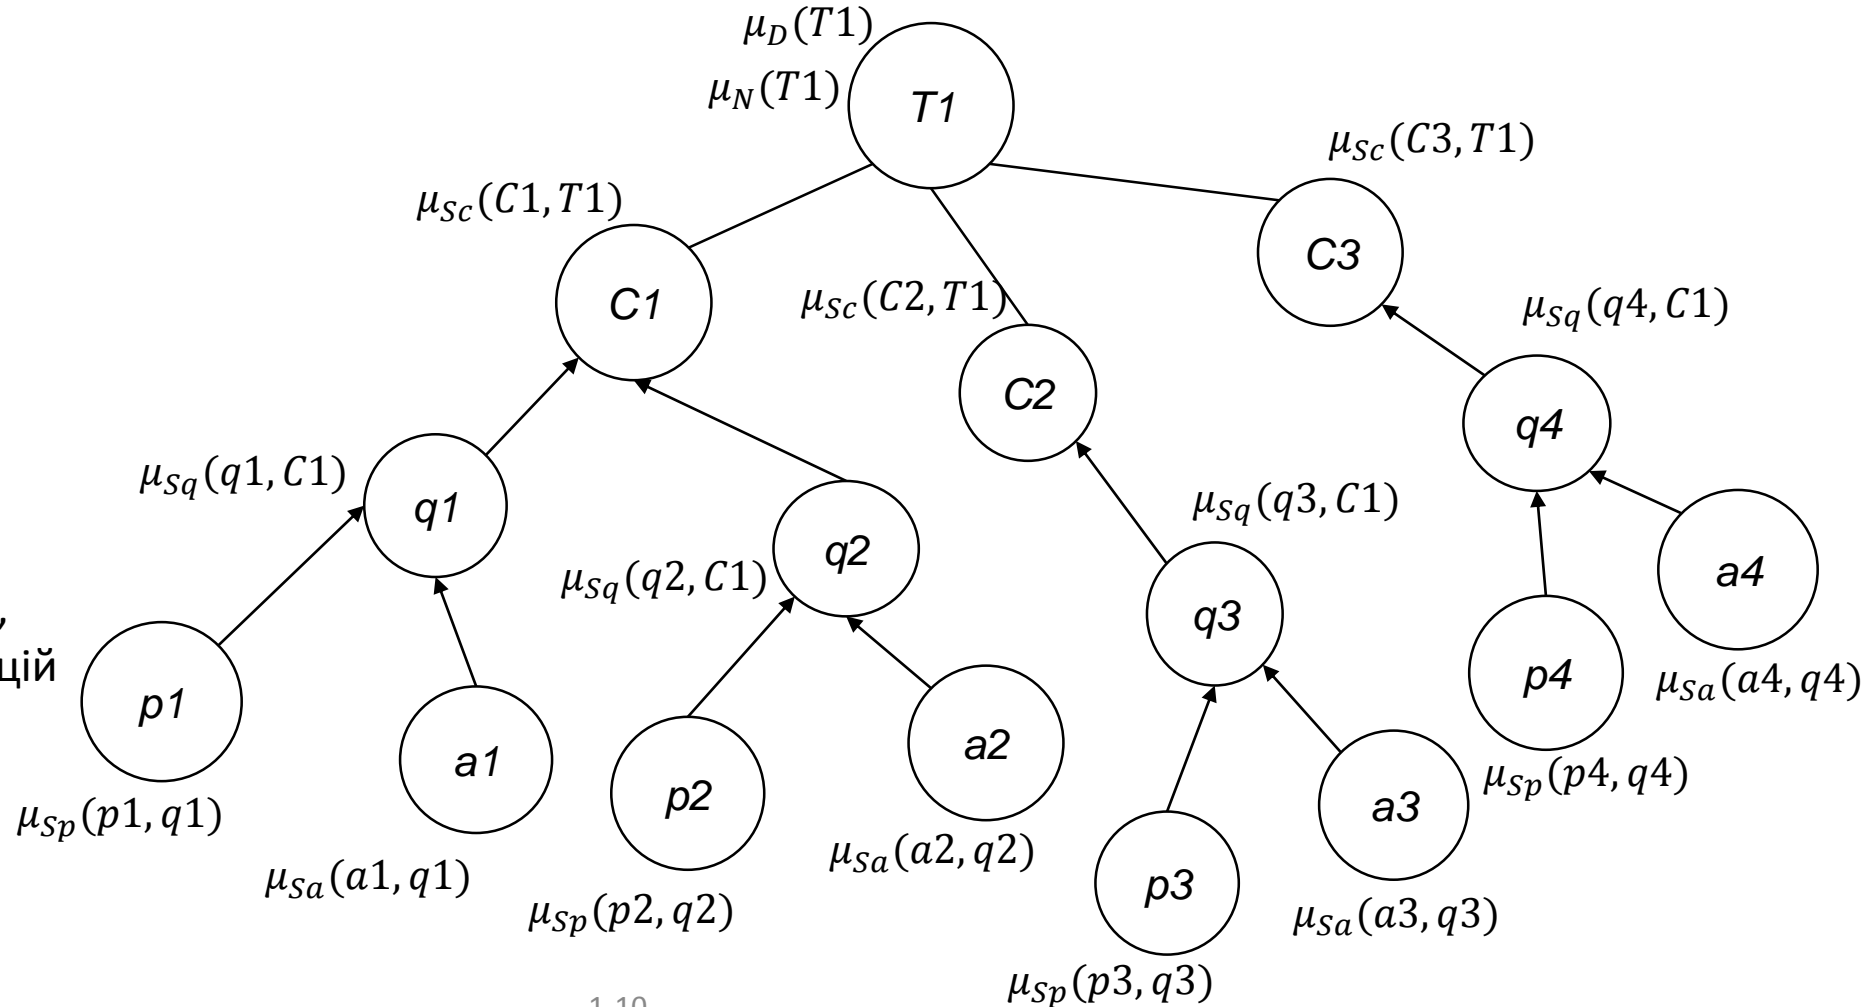 μ_D(T1)
μ_N(T1)
T1
μ_Sc(C3,T1)
μ_Sc(C1,T1)
C3
C1
μ_Sc(C2,T1)
μ_Sq(q4,C1)
C2
q4
μ_Sq(q1,C1)
q1
μ_Sq(q3,C1)
q2
μ_Sq(q2,C1)
a4
q3
,
цій
p1
p4
μ_Sa(a4,q4)
a2
a1
p2
μ_Sp(p4,q4)
a3
μ_Sp(p1,q1)
μ_Sa(a2,q2)
μ_Sa(a1,q1)
p3
μ_Sp(p2,q2)
μ_Sa(a3,q3)
μ_Sp(p3,q3)
1-10